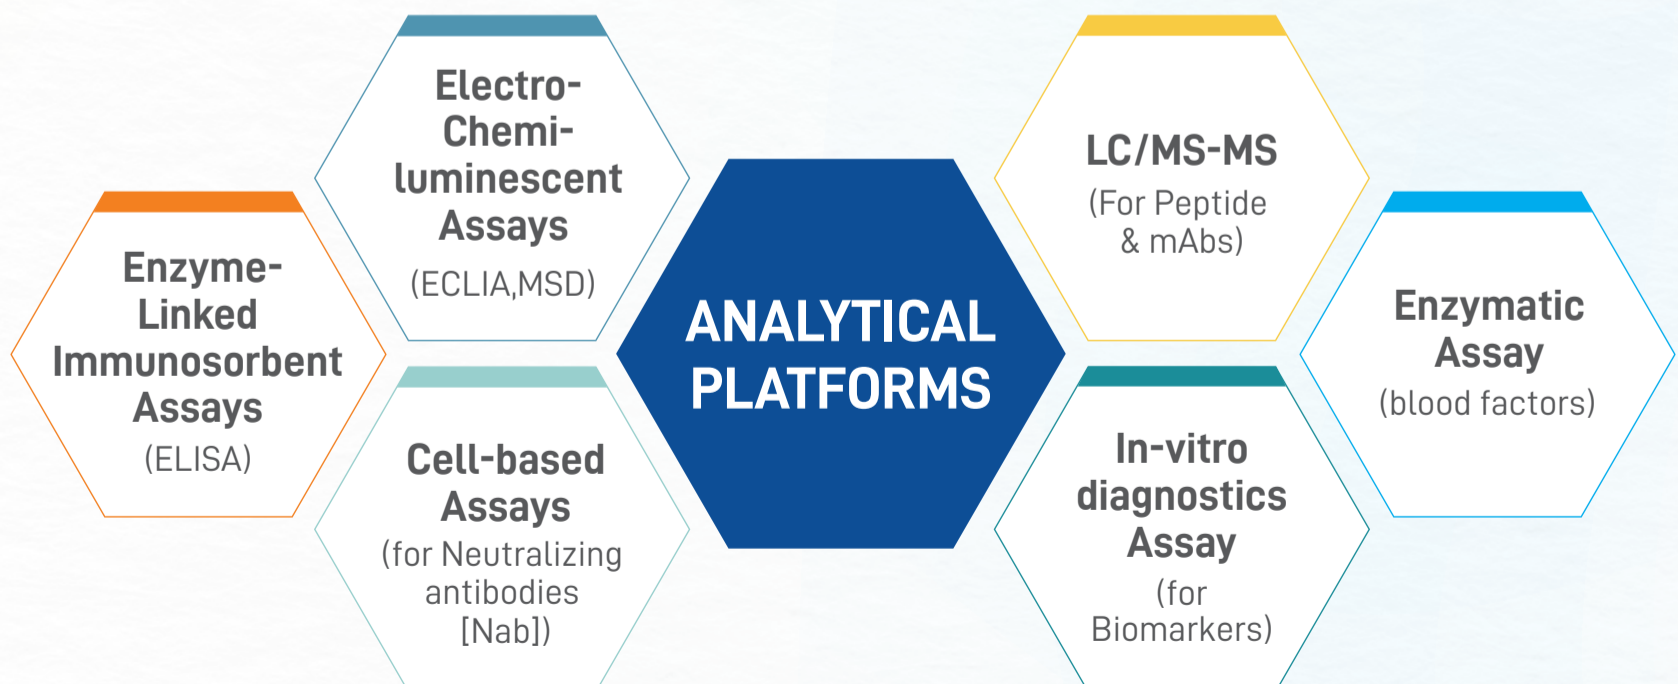 Enzyme-
Linked
Immunosorbent
Assays
(ELISA)
Electro-
Chemi-
luminescent
Assays
(ECLIA,MSD)
Cell-based
Assays
(for Neutralizing
antibodies
[Nab])
ANALYTICAL
PLATFORMS
LC/MS-MS
(For Peptide
& mAbs)
In-vitro
diagnostics
Assay
(for
Biomarkers)
Enzymatic
Assay
(blood factors)